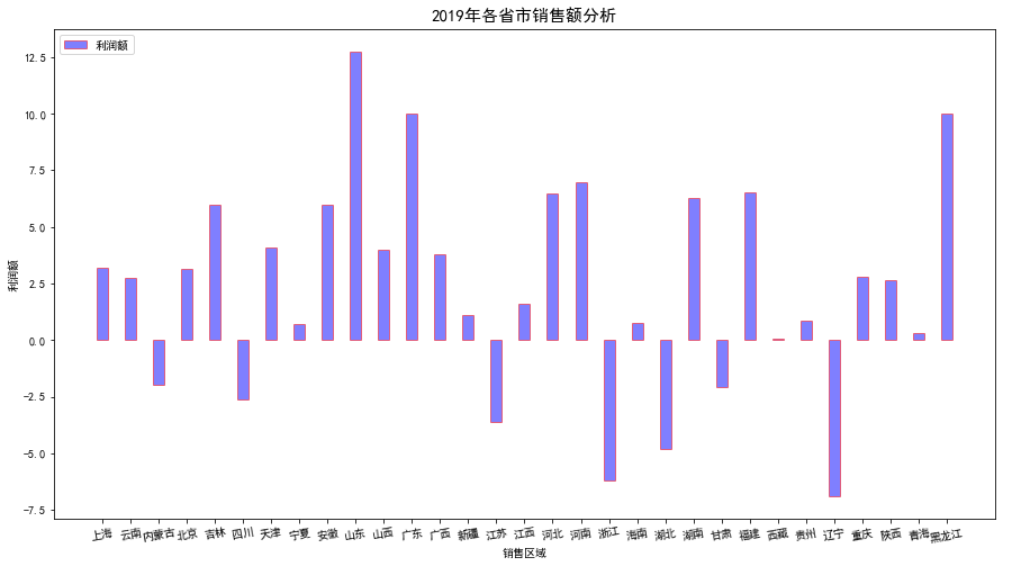 2019年各省市销售额分析
利润额
12.5
10.0
7.5
5.0
2.5
0.0
-2.5
-5.0
-7.5
利润额
上海 云南 内蒙古 北京 吉林 四川 天津 宁夏 安徽 山东 山西 广东 广西 新疆 江苏 江西 河北 河南 浙江 海南 湖北 湖南 甘肃 福建 西藏 贵州 辽宁 重庆 陕西 青海 黑龙江
销售区域